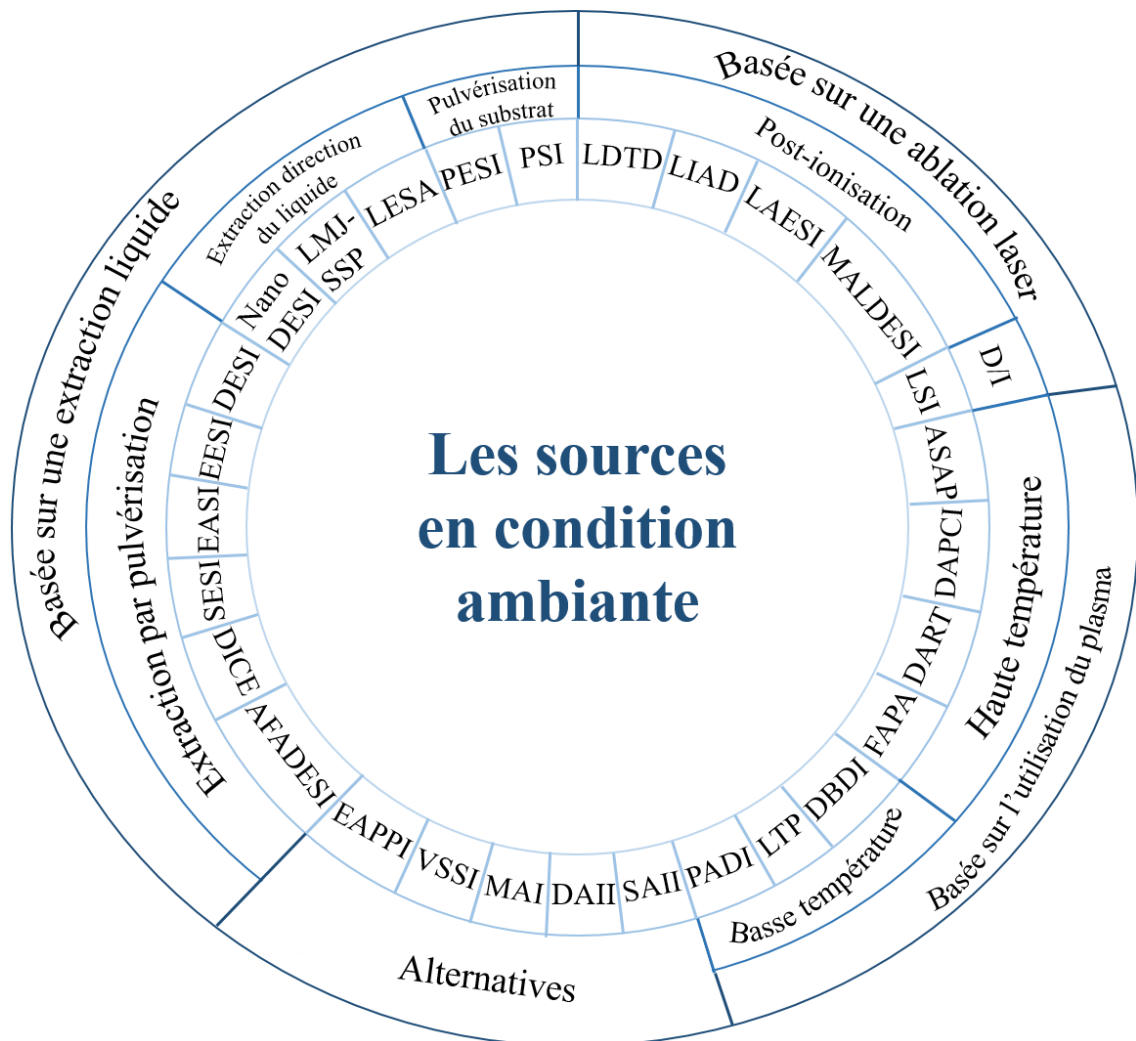 Les sources
en condition
ambiante
Basée sur une ablation laser
Post-ionisation
LDTD
LIAD
LAESI
MALDESI
D/I
LSI
Basée sur l'utilisation du plasma
Haute température
ASAP
DAPCI
DART
FAPA
Basse température
DBDI
LTP
PADI
Alternatives
SAII
DAII
MAI
VSSI
EAPPI
Basée sur une extraction liquide
Extraction par pulvérisation
AFADESI
DICE
SESI
EASI
EESI
DESI
Extraction direction
du liquide
Nano
DESI
LMJ-
SSP
LESA
Pulvérisation
du substrat
PESI
PSI